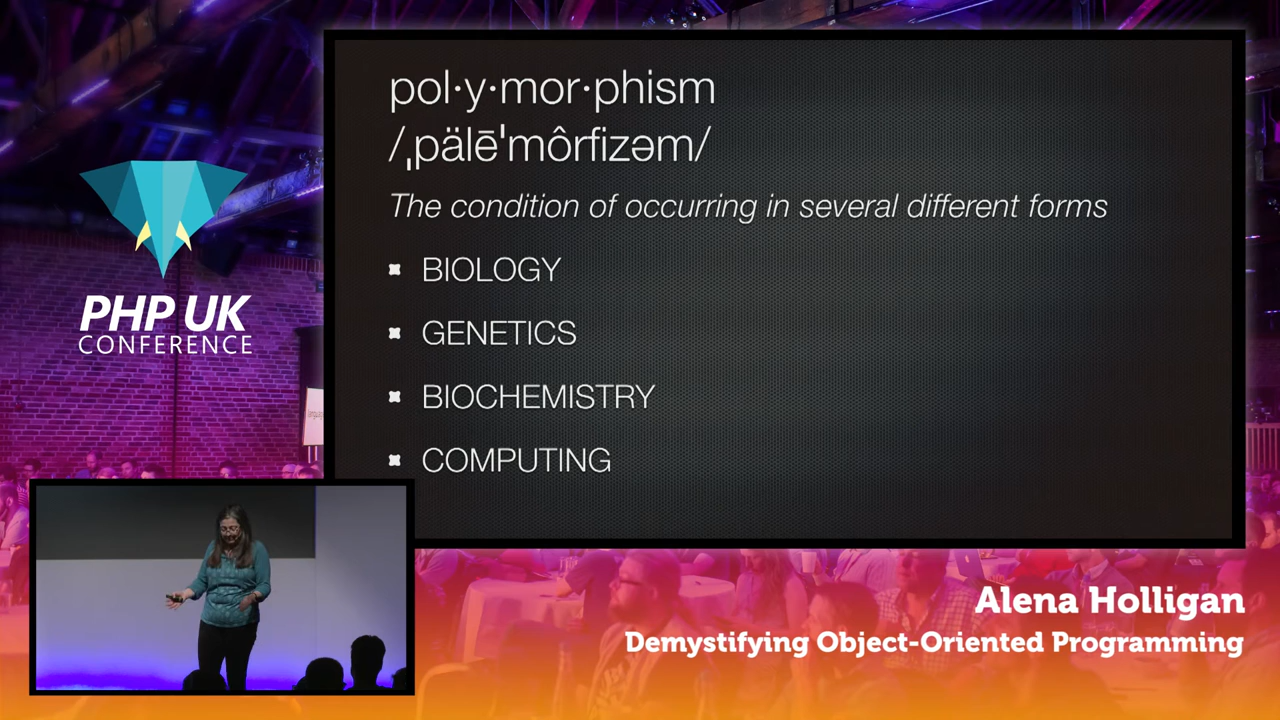 pol·y·mor·phism
/ˌpälēˈmôrfizəm/
The condition of occurring in several different forms
BIOLOGY
GENETICS
BIOCHEMISTRY
COMPUTING
PHP UK
CONFERENCE
Alena Holligan
Demystifying Object-Oriented Programming